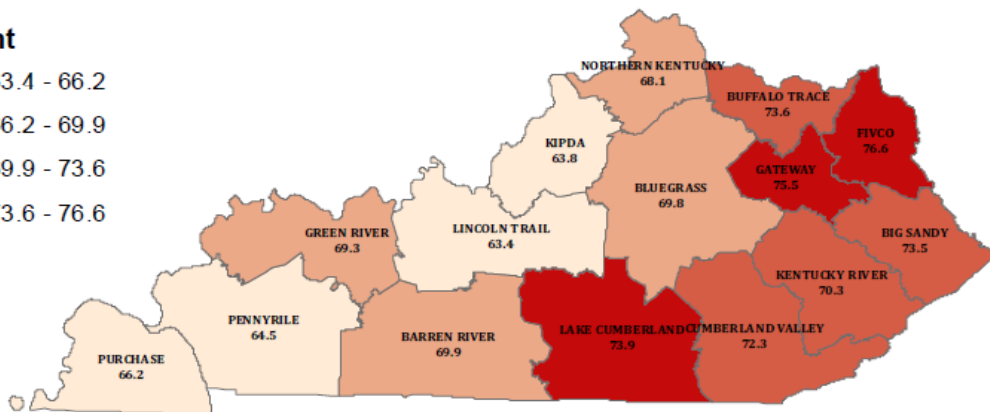 nt
3.4 - 66.2
6.2 - 69.9
9.9 - 73.6
3.6 - 76.6
NORTHERN KENTUCKY
68.1
BUFFALO TRACE
73.6
FIVCO
76.6
KIPDA
63.8
GATEWAY
75.5
BLUEGRASS
69.8
LINCOLN TRAIL
63.4
GREEN RIVER
69.3
BIG SANDY
73.5
KENTUCKY RIVER
70.3
PENNYRILE
64.5
BARREN RIVER
69.9
LAKE CUMBERLAND
73.9
CUMBERLAND VALLEY
72.3
PURCHASE
66.2